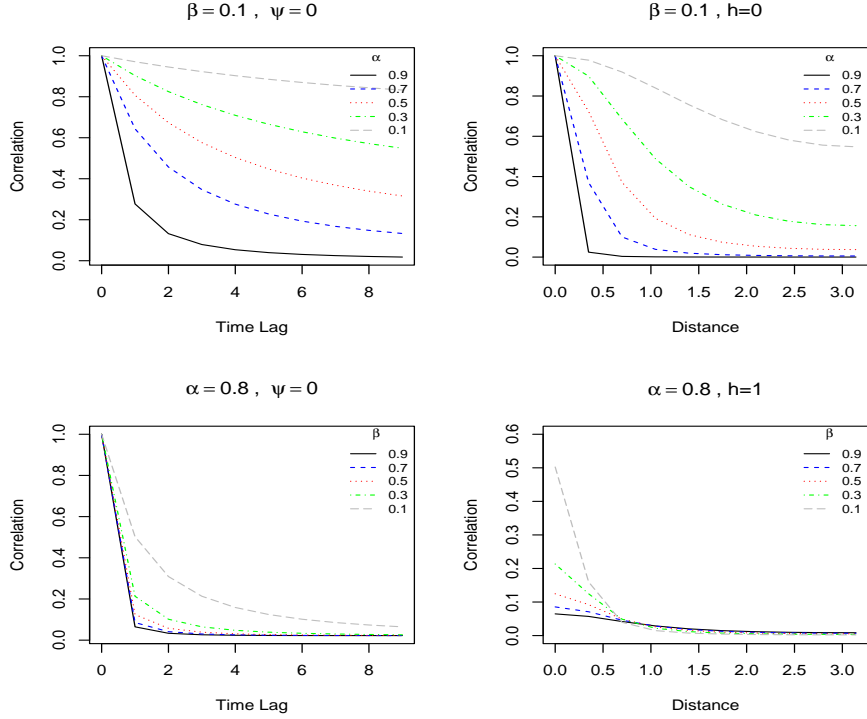 β = 0.1 , ψ = 0
Correlation
0.0 0.2 0.4 0.6 0.8 1.0
α
0.9
0.7
0.5
0.3
0.1
0 2 4 6 8
Time Lag
β = 0.1 , h=0
Correlation
0.0 0.2 0.4 0.6 0.8 1.0
α
0.9
0.7
0.5
0.3
0.1
0.0 0.5 1.0 1.5 2.0 2.5 3.0
Distance
α = 0.8 , ψ = 0
Correlation
0.0 0.2 0.4 0.6 0.8 1.0
β
0.9
0.7
0.5
0.3
0.1
0 2 4 6 8
Time Lag
α = 0.8 , h=1
Correlation
0.0 0.1 0.2 0.3 0.4 0.5 0.6
β
0.9
0.7
0.5
0.3
0.1
0.0 0.5 1.0 1.5 2.0 2.5 3.0
Distance